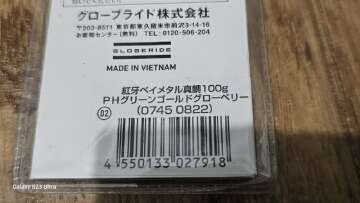 グローブライド株式会社
〒203-8511 東京都東久留米市前沢3-14-16
お客様センター(無料) TEL 0120-506-204
GLOBERIDE
MADE IN VIETNAM
紅牙ベイメタル真鯛100g
PHグリーンゴールドグローベリー
(0745 0822)
02
4 550133 027918
Galaxy S23 Ultra